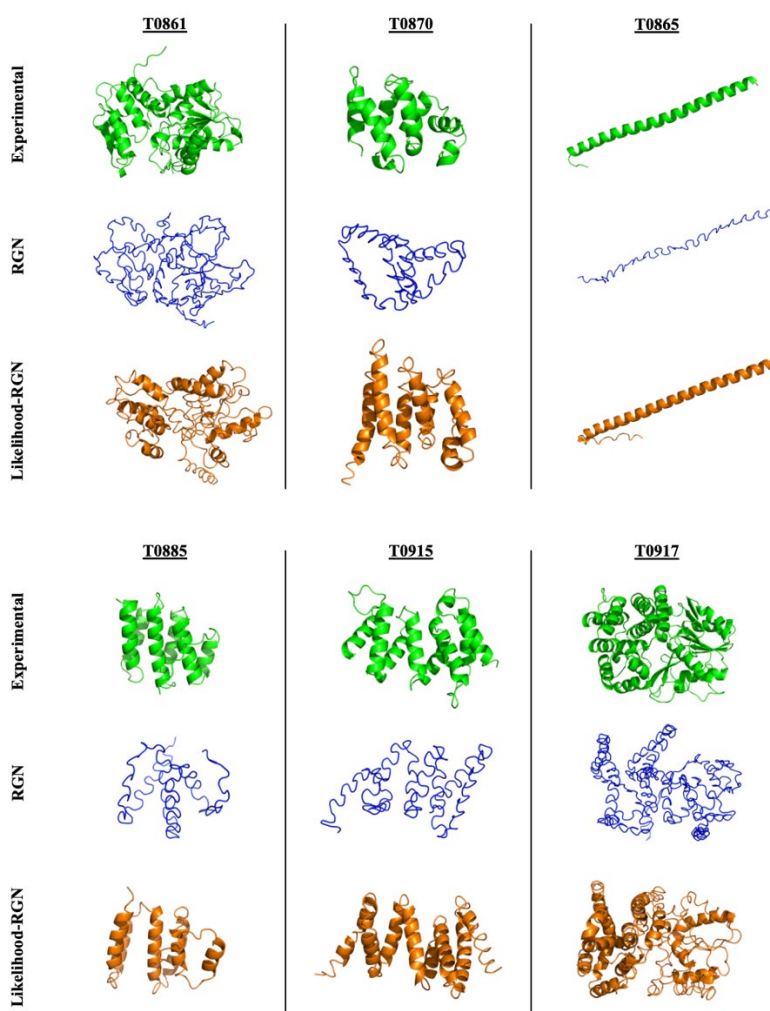 T0861 T0870 T0865
Experimental
RGN
Likelihood-RGN
T0885 T0915 T0917
Experimental
RGN
Likelihood-RGN